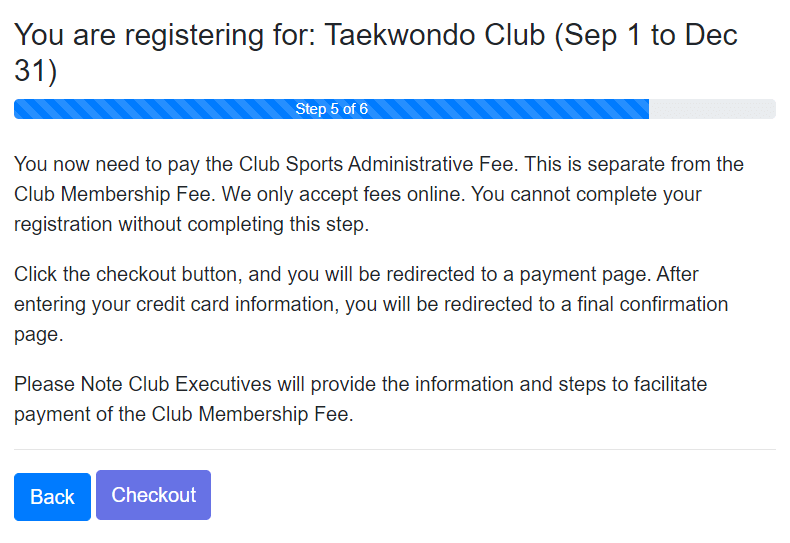 You are registering for: Taekwondo Club (Sep 1 to Dec
31)
Step 5 of 6
You now need to pay the Club Sports Administrative Fee. This is separate from the
Club Membership Fee. We only accept fees online. You cannot complete your
registration without completing this step.
Click the checkout button, and you will be redirected to a payment page. After
entering your credit card information, you will be redirected to a final confirmation
page.
Please Note Club Executives will provide the information and steps to facilitate
payment of the Club Membership Fee.
Back Checkout